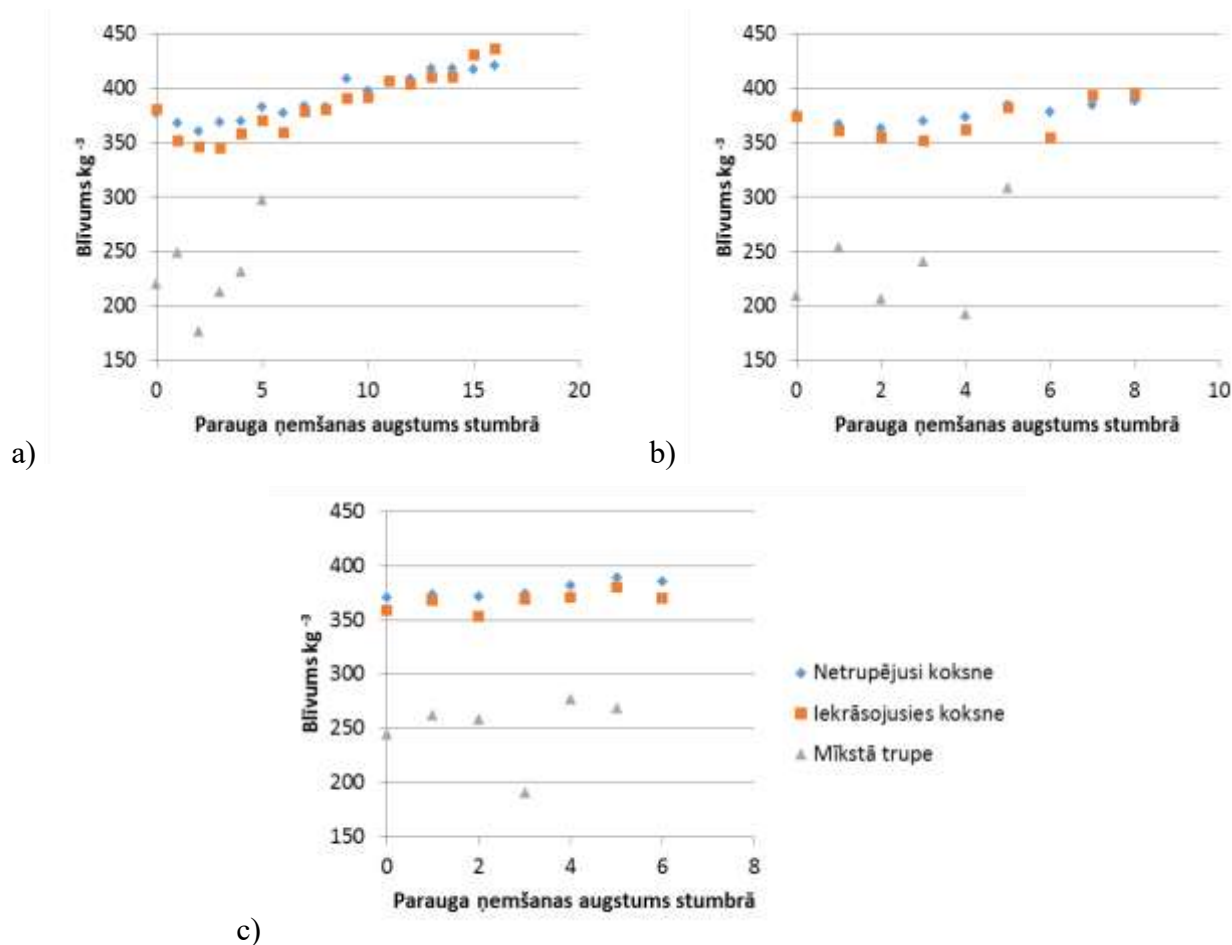 450
400
350
300
250
200
150
Blīvums kg -3
0 5 10 15 20
Parauga ņemšanas augstums stumbrā
a)
450
400
350
300
250
200
150
Blīvums kg -3
0 2 4 6 8 10
Parauga ņemšanas augstums stumbrā
b)
450
400
350
300
250
200
150
Blīvums kg -3
0 2 4 6 8
Parauga ņemšanas augstums stumbrā
Netrupējusi koksne
Iekrāsojusies koksne
Mīkstā trupe
c)